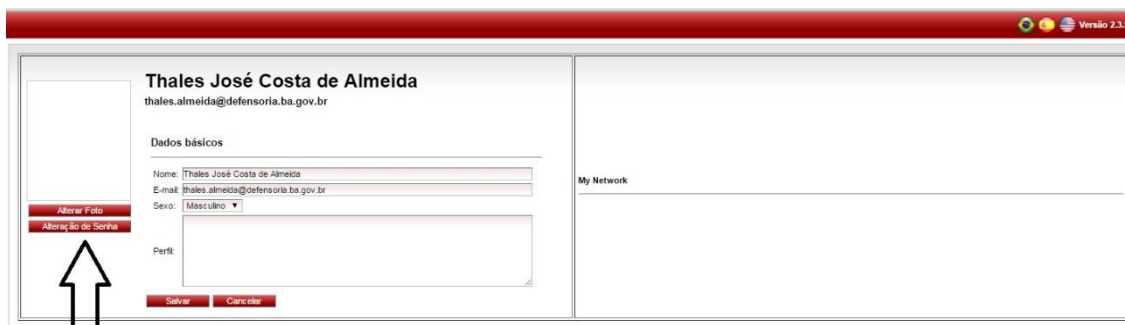 Versão 2.3.
Thales José Costa de Almeida
thales.almeida@defensoria.ba.gov.br
Dados básicos
Nome: Thales José Costa de Almeida
E-mail: thales.almeida@defensoria.ba.gov.br
Sexo: Masculino
Perfil:
Alterar Foto
Alteração de Senha
Salvar Cancelar
My Network